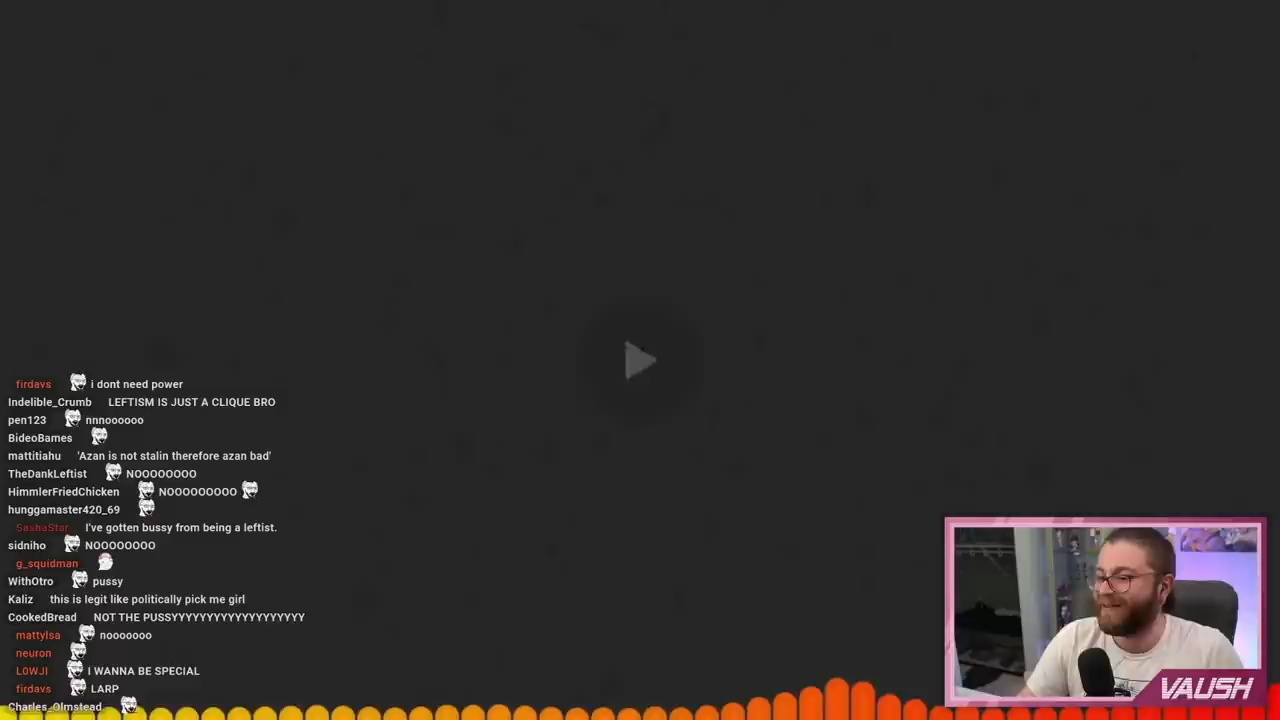 firdavs i dont need power
Indelible_Crumb LEFTISM IS JUST A CLIQUE BRO
pen123 nnnoooooo
BideoBames
mattitiahu 'Azan is not stalin therefore azan bad'
TheDankLeftist NOOOOOOOO
HimmlerFriedChicken NOOOOOOOOO
hunggamaster420_69
SashaStar I've gotten bussy from being a leftist.
sidniho NOOOOOOOO
g_squidman
WithOtro pussy
Kaliz this is legit like politically pick me girl
CookedBread NOT THE PUSSYYYYYYYYYYYYYYYYYYY
mattylsa nooooooo
neuron
L0WJI I WANNA BE SPECIAL
firdavs LARP
Charles_Olmstead
VAUSH